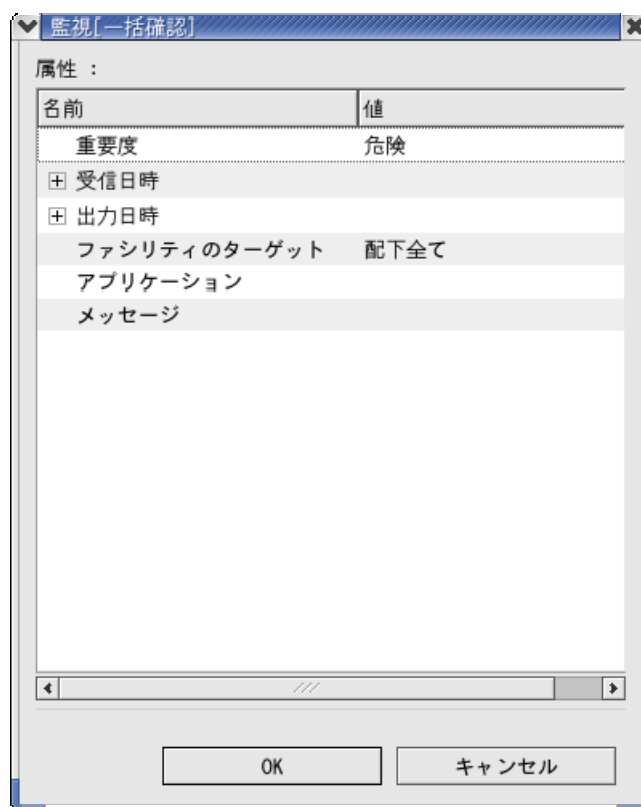 監視[一括確認]
属性 :
名前 値
重要度 危険
受信日時
出力日時
ファシリティのターゲット 配下全て
アプリケーション
メッセージ
OK キャンセル